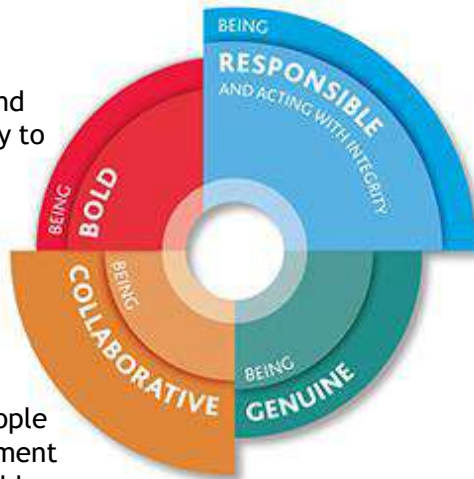 BEING
RESPONSIBLE
AND ACTING WITH INTEGRITY
nd
y to
BEING
BOLD
BEING
COLLABORATIVE
BEING
GENUINE
ople
ment